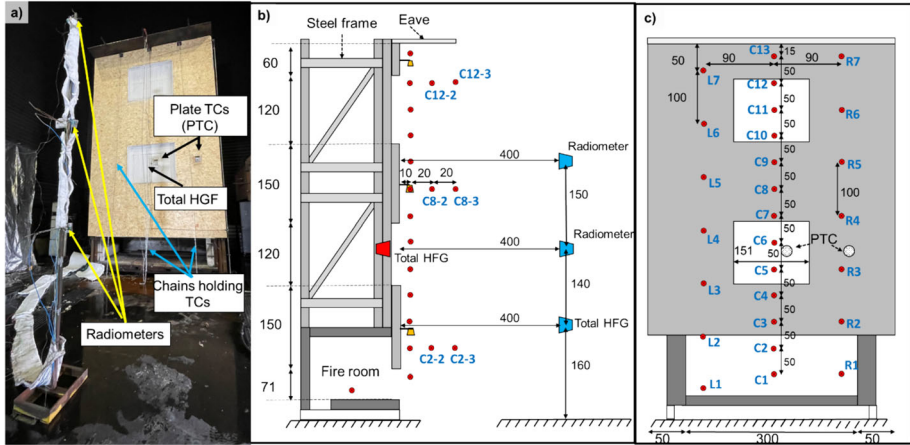 a)
Plate TCs
(PTC)
Total HGF
Chains holding
TCs
Radiometers
b)
Steel frame
Eave
60
120
150
120
150
71
C12-3
C12-2
Radiometer
400
10
20
20
150
C8-2
C8-3
Radiometer
400
Total HFG
140
400
Total HFG
C2-2
C2-3
160
Fire room
c)
C13
15
50
90
90
R7
50
L7
50
C12
100
C11
50
R6
L6
C10
50
50
C9
R5
L5
50
C8
100
50
C7
R4
L4
50
C6
PTC
151
50
C5
R3
L3
50
C4
50
C3
R2
L2
50
C2
50
C1
R1
L1
50
300
50